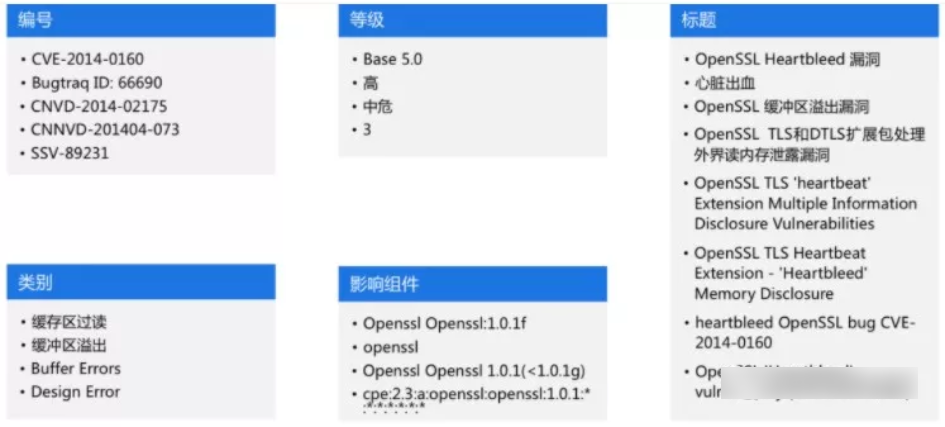 编号
• CVE-2014-0160
• Bugtraq ID: 66690
• CNVD-2014-02175
• CNNVD-201404-073
• SSV-89231
等级
• Base 5.0
• 高
• 中危
• 3
标题
• OpenSSL Heartbleed 漏洞
• 心脏出血
• OpenSSL 缓冲区溢出漏洞
• OpenSSL TLS和DTLS扩展包处理
外界读内存泄露漏洞
• OpenSSL TLS 'heartbeat'
Extension Multiple Information
Disclosure Vulnerabilities
• OpenSSL TLS Heartbeat
Extension - 'Heartbleed'
Memory Disclosure
• heartbleed OpenSSL bug CVE-
2014-0160
类别
• 缓存区过读
• 缓冲区溢出
• Buffer Errors
• Design Error
影响组件
• Openssl Openssl:1.0.1f
• openssl
• Openssl Openssl 1.0.1(<1.0.1g)
• cpe:2.3:a:openssl:openssl:1.0.1:*
:*:*:*:*:*:*